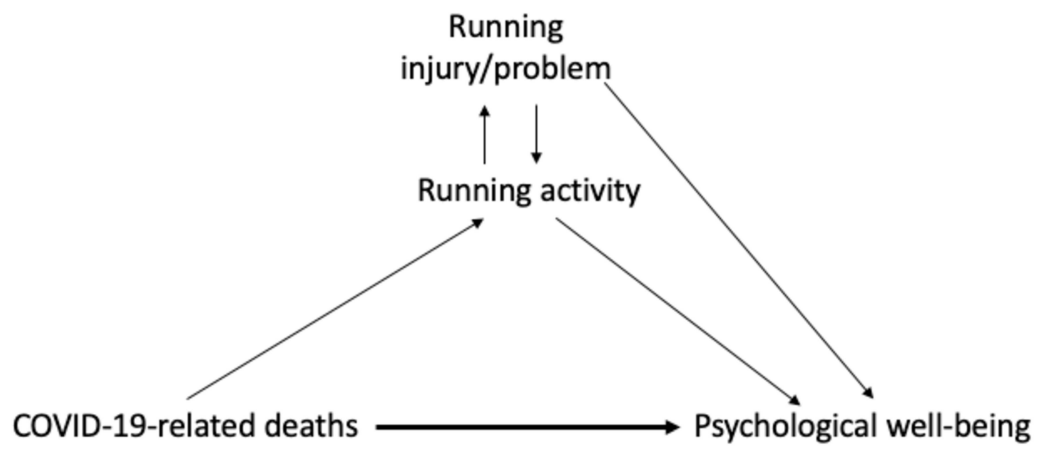 Running
injury/problem
Running activity
COVID-19-related deaths
Psychological well-being